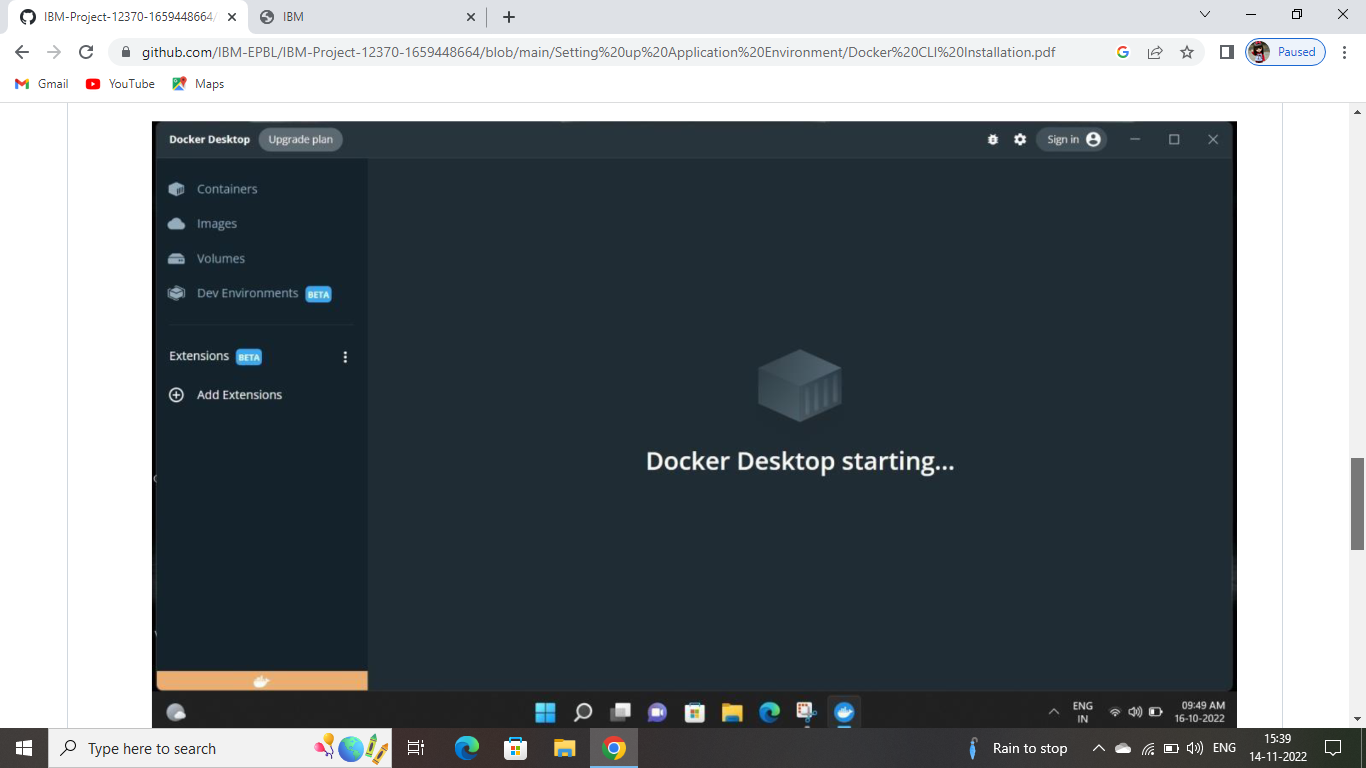 IBM-Project-12370-1659448664/
IBM
github.com/IBM-EPBL/IBM-Project-12370-1659448664/blob/main/Setting%20up%20Application%20Environment/Docker%20CLI%20Installation.pdf
Paused
Gmail
YouTube
Maps
Docker Desktop
Upgrade plan
Sign in
Containers
Images
Volumes
Dev Environments BETA
Extensions BETA
Add Extensions
Docker Desktop starting...
ENG
IN
09:49 AM
16-10-2022
Type here to search
Rain to stop
ENG
15:39
14-11-2022